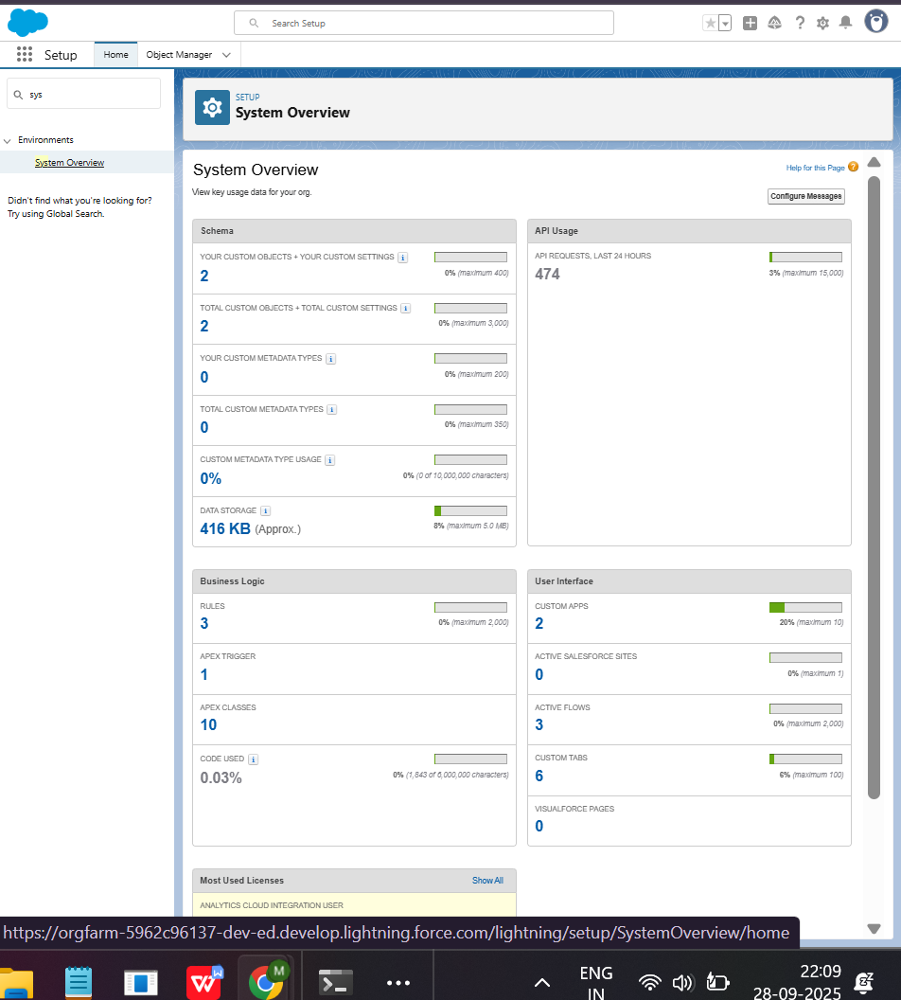 Search Setup
Setup
Home
Object Manager
sys
Environments
System Overview
Didn't find what you're looking for?
Try using Global Search.
SETUP
System Overview
System Overview
Help for this Page
View key usage data for your org.
Configure Messages
Schema
YOUR CUSTOM OBJECTS + YOUR CUSTOM SETTINGS
2
0% (maximum 400)
TOTAL CUSTOM OBJECTS + TOTAL CUSTOM SETTINGS
2
0% (maximum 3,000)
YOUR CUSTOM METADATA TYPES
0
0% (maximum 200)
TOTAL CUSTOM METADATA TYPES
0
0% (maximum 350)
CUSTOM METADATA TYPE USAGE
0%
0% (0 of 10,000,000 characters)
DATA STORAGE
416 KB (Approx.)
8% (maximum 5.0 MB)
API Usage
API REQUESTS, LAST 24 HOURS
474
3% (maximum 15,000)
Business Logic
RULES
3
0% (maximum 2,000)
APEX TRIGGER
1
APEX CLASSES
10
CODE USED
0.03%
0% (1,843 of 6,000,000 characters)
User Interface
CUSTOM APPS
2
20% (maximum 10)
ACTIVE SALESFORCE SITES
0
0% (maximum 1)
ACTIVE FLOWS
3
0% (maximum 2,000)
CUSTOM TABS
6
6% (maximum 100)
VISUALFORCE PAGES
0
Most Used Licenses
Show All
ANALYTICS CLOUD INTEGRATION USER
https://orgfarm-5962c96137-dev-ed.develop.lightning.force.com/lightning/setup/SystemOverview/home
W
W
M
ENG
IN
22:09
28-09-2025